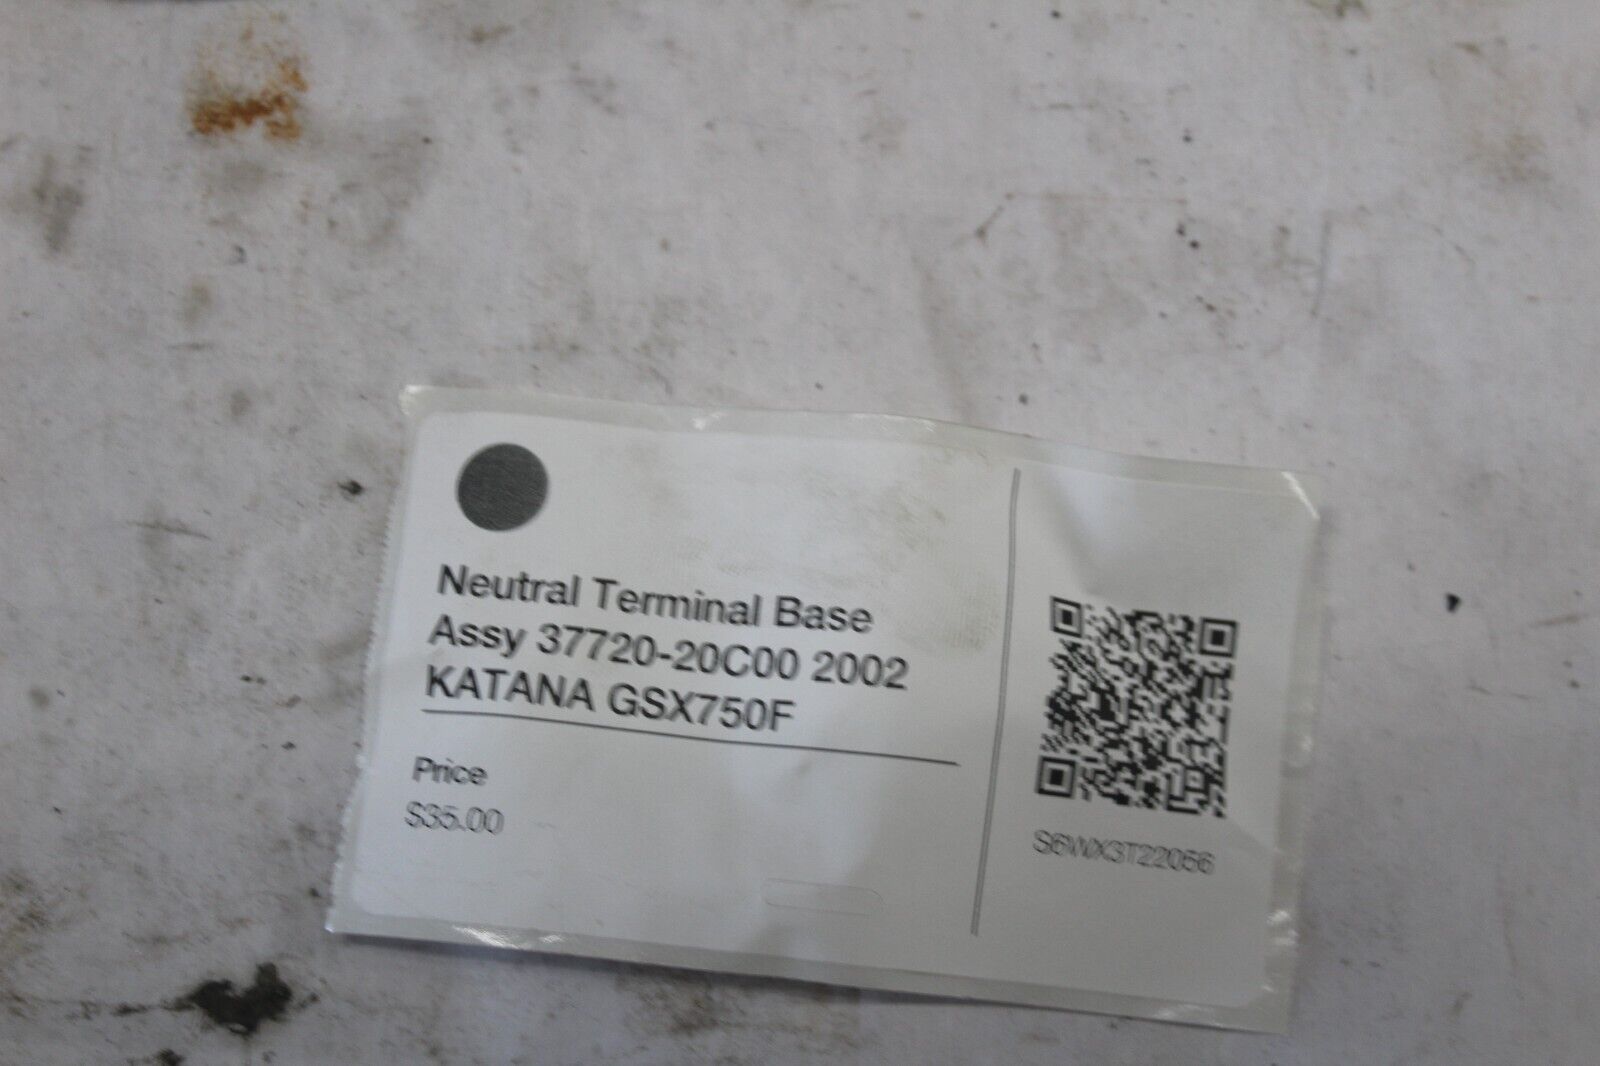 Neutral Terminal Base
Assy 37720-20C00 2002
KATANA GSX750F
Price
$35.00
S6WX3T22056